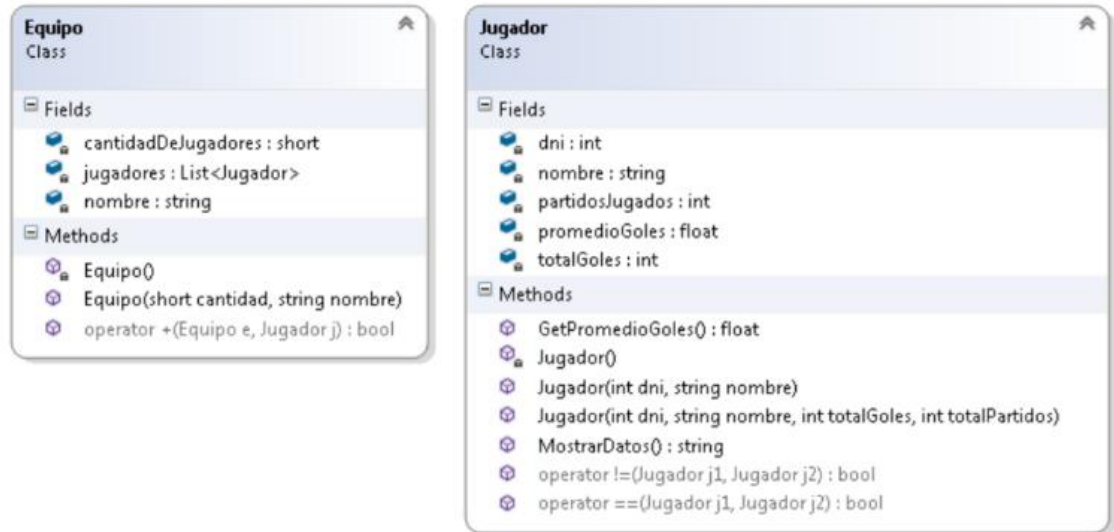 Equipo
Class
Fields
cantidadDeJugadores : short
jugadores : List<Jugador>
nombre : string
Methods
Equipo()
Equipo(short cantidad, string nombre)
operator +(Equipo e, Jugador j) : bool
Jugador
Class
Fields
dni : int
nombre : string
partidosJugados : int
promedioGoles : float
totalGoles : int
Methods
GetPromedioGoles() : float
Jugador()
Jugador(int dni, string nombre)
Jugador(int dni, string nombre, int totalGoles, int totalPartidos)
MostrarDatos() : string
operator !=(Jugador j1, Jugador j2) : bool
operator ==(Jugador j1, Jugador j2) : bool